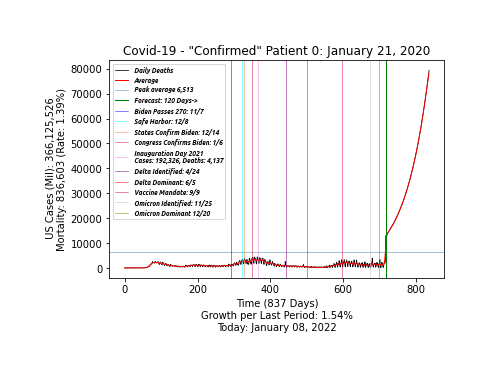 Covid-19 - "Confirmed" Patient 0: January 21, 2020
US Cases (Mil): 366,125,526
Mortality: 836,603 (Rate: 1.39%)
80000
70000
60000
50000
40000
30000
20000
10000
0
Daily Deaths
Average
Peak average 6,513
Forecast: 120 Days->
Biden Passes 270: 11/7
Safe Harbor: 12/8
States Confirm Biden: 12/14
Congress Confirms Biden: 1/6
Inauguration Day 2021
Cases: 192,326, Deaths: 4,137
Delta Identified: 4/24
Delta Dominant: 6/5
Vaccine Mandate: 9/9
Omicron Identified: 11/25
Omicron Dominant 12/20
0 200 400 600 800
Time (837 Days)
Growth per Last Period: 1.54%
Today: January 08, 2022